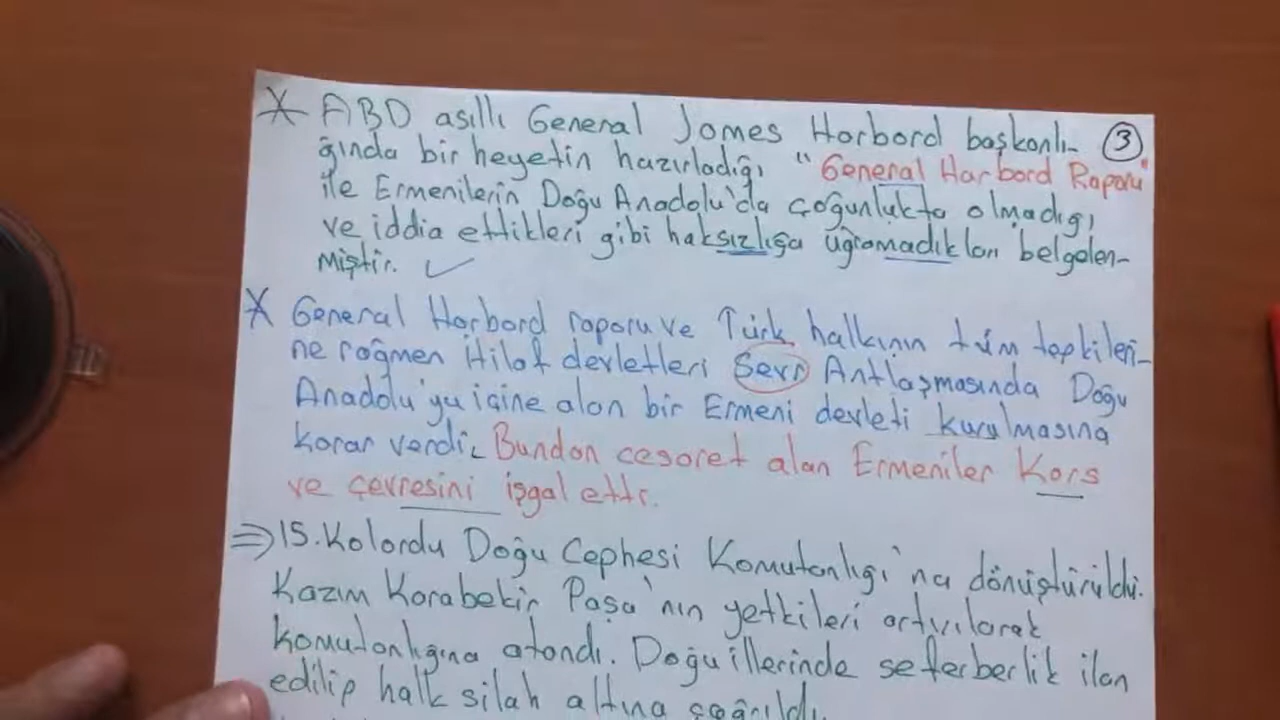 * ABD asıllı General James Harbord başkanlı- ③
ğında bir heyetin hazırladığı "General Harbord Raporu"
ile Ermenilerin Doğu Anadolu'da çoğunlukta olmadığı
ve iddia ettikleri gibi haksızlığa uğramadıkları belgelen-
miştir. ✓
* General Harbord raporu ve Türk halkının tüm tepkileri-
ne rağmen İtilaf devletleri Sevr Antlaşmasında Doğu
Anadolu'yu içine alan bir Ermeni devleti kurulmasına
karar verdi. Bundan cesaret alan Ermeniler Kars
ve çevresini işgal etti.
⇒ 15. Kolordu Doğu Cephesi Komutanlığı'na dönüştürüldü.
Kazım Karabekir Paşa'nın yetkileri artırılarak
komutanlığına atandı. Doğu illerinde seferberlik ilan
edilip halk silah altına çağrıldı.